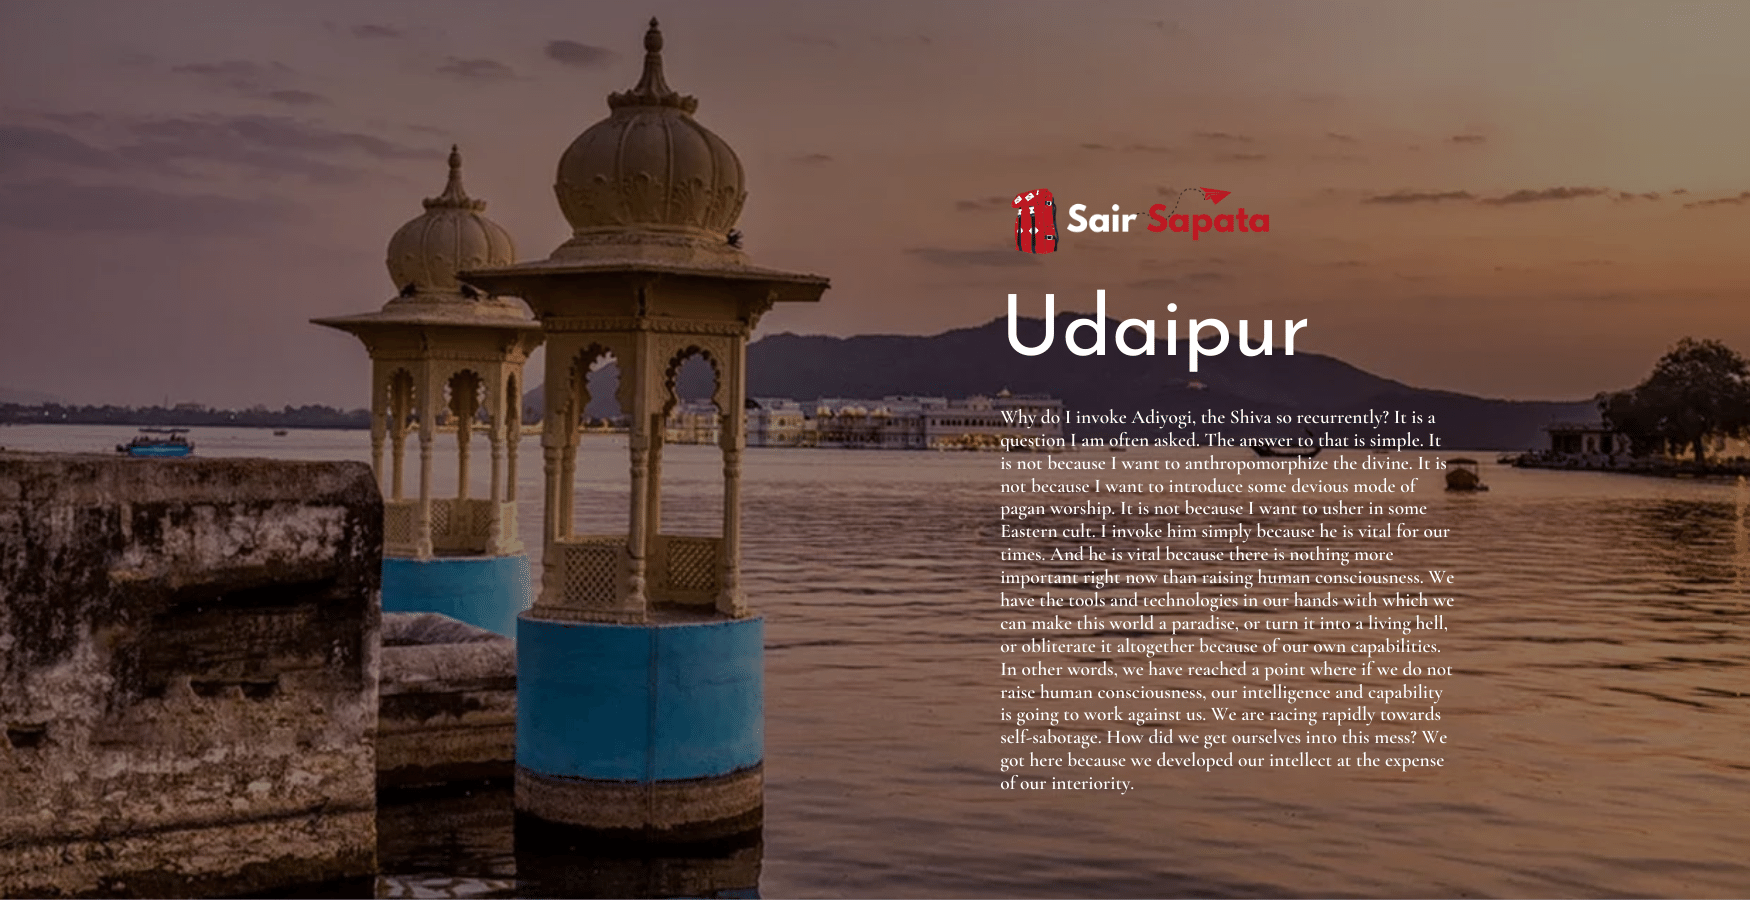 Sair Sapata
Udaipur
Why do I invoke Adiyogi, the Shiva so recurrently? It is a
question I am often asked. The answer to that is simple. It
is not because I want to anthropomorphize the divine. It is
not because I want to introduce some devious mode of
pagan worship. It is not because I want to usher in some
Eastern cult. I invoke him simply because he is vital for our
times. And he is vital because there is nothing more
important right now than raising human consciousness. We
have the tools and technologies in our hands with which we
can make this world a paradise, or turn it into a living hell,
or obliterate it altogether because of our own capabilities.
In other words, we have reached a point where if we do not
raise human consciousness, our intelligence and capability
is going to work against us. We are racing rapidly towards
self-sabotage. How did we get ourselves into this mess? We
got here because we developed our intellect at the expense
of our interiority.